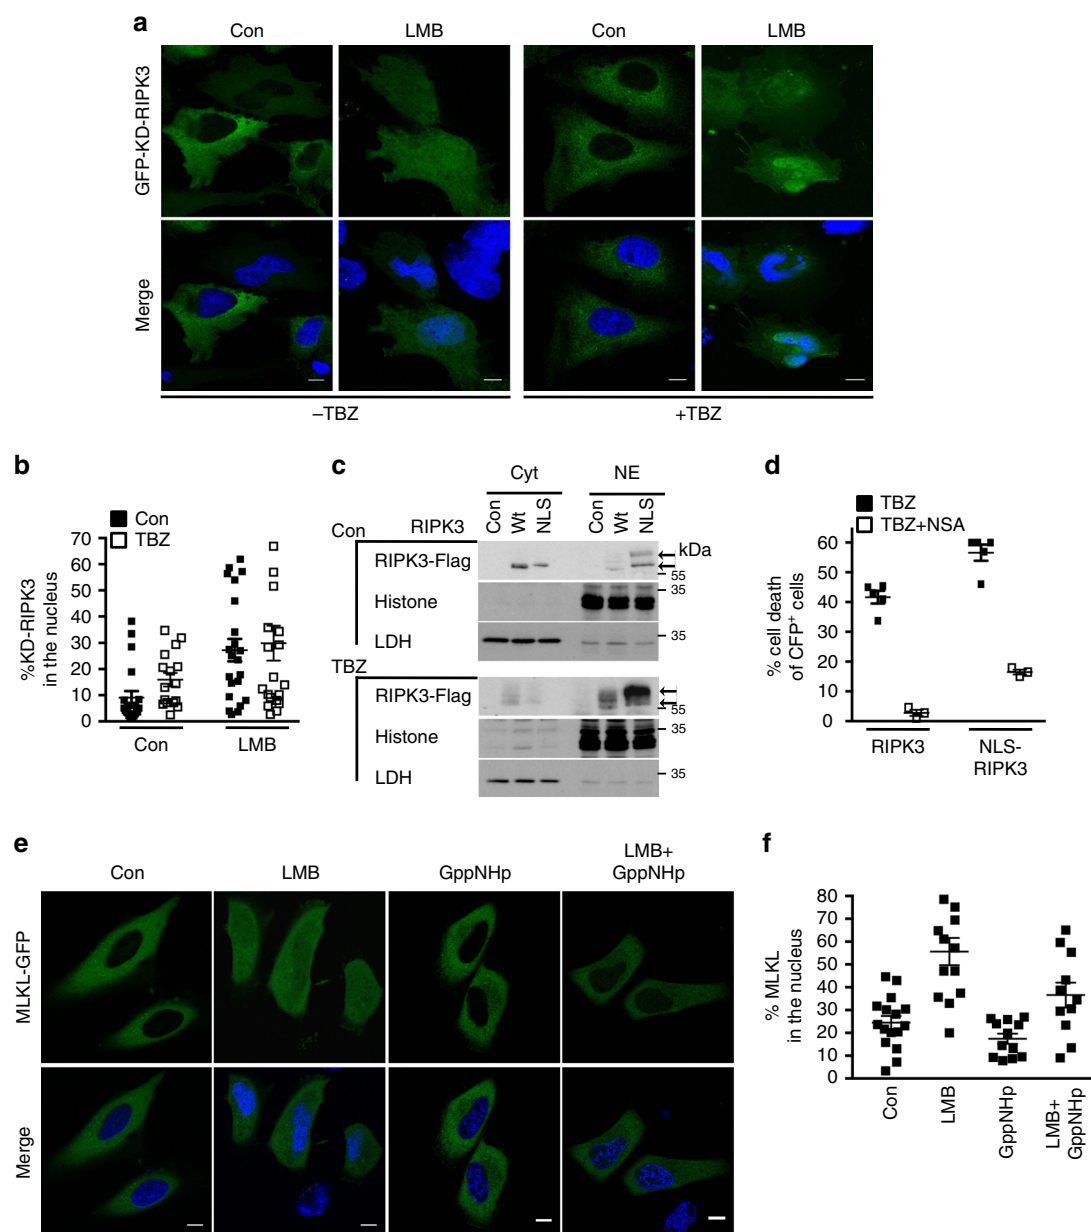 a
Con LMB Con LMB
GFP-KD-RIPK3
Merge
–TBZ +TBZ
b
Con
TBZ
%KD-RIPK3
in the nucleus
70
60
50
40
30
20
10
0
Con LMB
c
Cyt NE
Con RIPK3 Con Wt NLS Con Wt NLS
kDa
RIPK3-Flag
55
35
Histone
LDH 35
TBZ
RIPK3-Flag
55
35
Histone
LDH 35
d
TBZ
TBZ+NSA
% cell death
of CFP+ cells
60
50
40
30
20
10
0
RIPK3 NLS-
RIPK3
e
Con LMB GppNHp LMB+
GppNHp
MLKL-GFP
Merge
f
% MLKL
in the nucleus
80
70
60
50
40
30
20
10
0
Con
LMB
GppNHp
LMB+
GppNHp